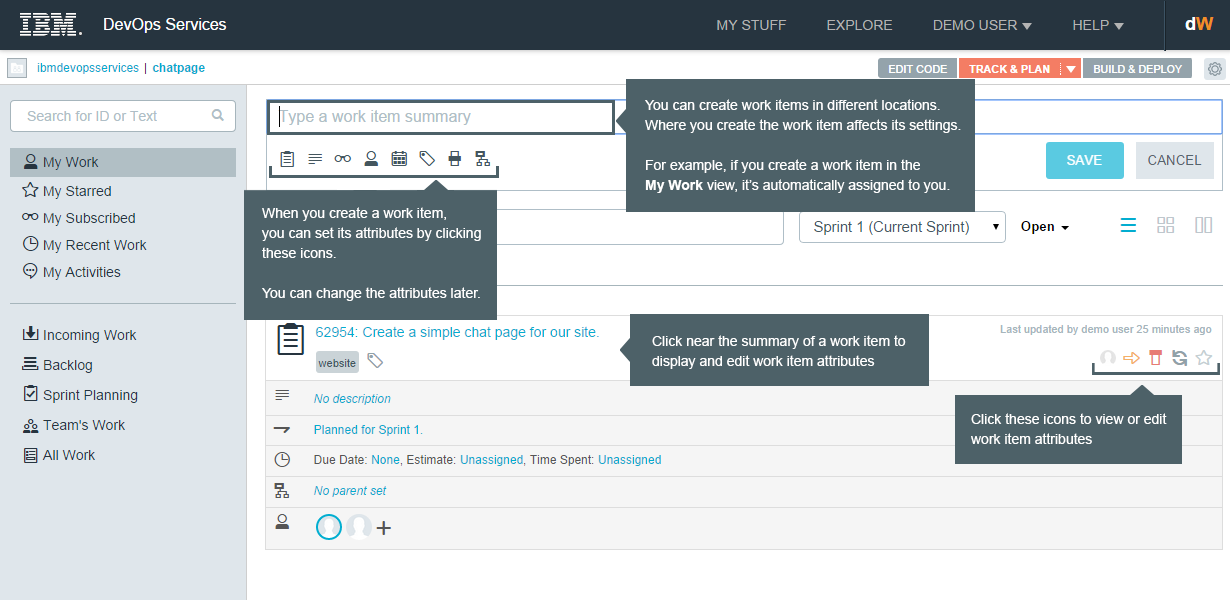 IBM. DevOps Services
MY STUFF EXPLORE DEMO USER HELP dW
ibmdevopsservices | chatpage
EDIT CODE TRACK & PLAN BUILD & DEPLOY
Search for ID or Text
My Work
My Starred
My Subscribed
My Recent Work
My Activities
Incoming Work
Backlog
Sprint Planning
Team's Work
All Work
Type a work item summary
You can create work items in different locations.
Where you create the work item affects its settings.
For example, if you create a work item in the
My Work view, it's automatically assigned to you.
SAVE CANCEL
When you create a work item,
you can set its attributes by clicking
these icons.
You can change the attributes later.
Sprint 1 (Current Sprint) Open
62954: Create a simple chat page for our site.
website
Click near the summary of a work item to
display and edit work item attributes
Last updated by demo user 25 minutes ago
Click these icons to view or edit
work item attributes
No description
Planned for Sprint 1.
Due Date: None, Estimate: Unassigned, Time Spent: Unassigned
No parent set